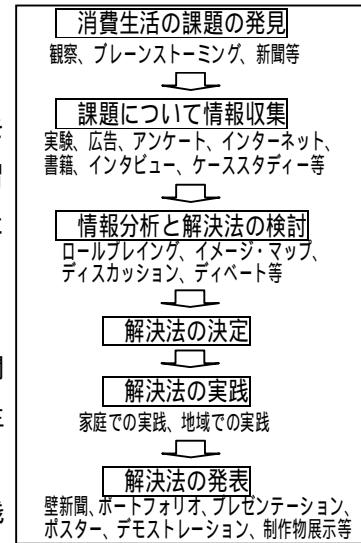 消費生活の課題の発見
観察、ブレーンストーミング、新聞等
課題について情報収集
実験、広告、アンケート、インターネット、
書籍、インタビュー、ケーススタディー等
情報分析と解決法の検討
ロールプレイング、イメージ・マップ、
ディスカッション、ディベート等
解決法の決定
解決法の実践
家庭での実践、地域での実践
解決法の発表
壁新聞、ポートフォリオ、プレゼンテーション、
ポスター、デモストレーション、制作物展示等